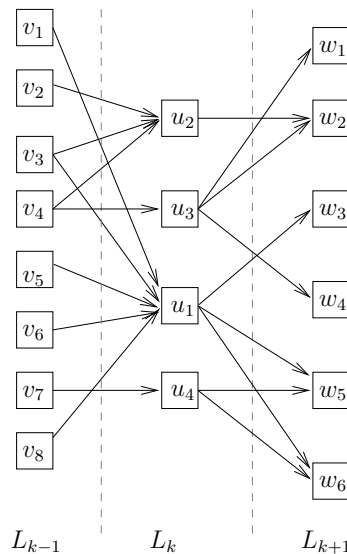 v₁
v₂
v₃
v₄
v₅
v₆
v₇
v₈
u₂
u₃
u₁
u₄
w₁
w₂
w₃
w₄
w₅
w₆
Lₖ₋₁ Lₖ Lₖ₊₁